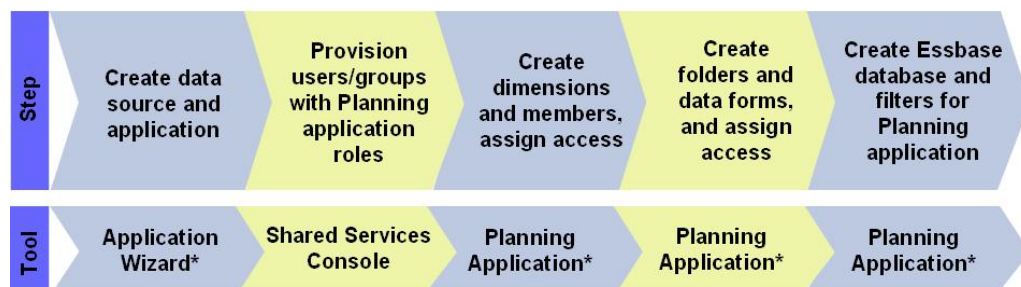 Step
Create data
source and
application
Provision
users/groups
with Planning
application
roles
Create
dimensions
and members,
assign access
Create
folders and
data forms,
and assign
access
Create Essbase
database and
filters for
Planning
application
Tool
Application
Wizard*
Shared Services
Console
Planning
Application*
Planning
Application*
Planning
Application*